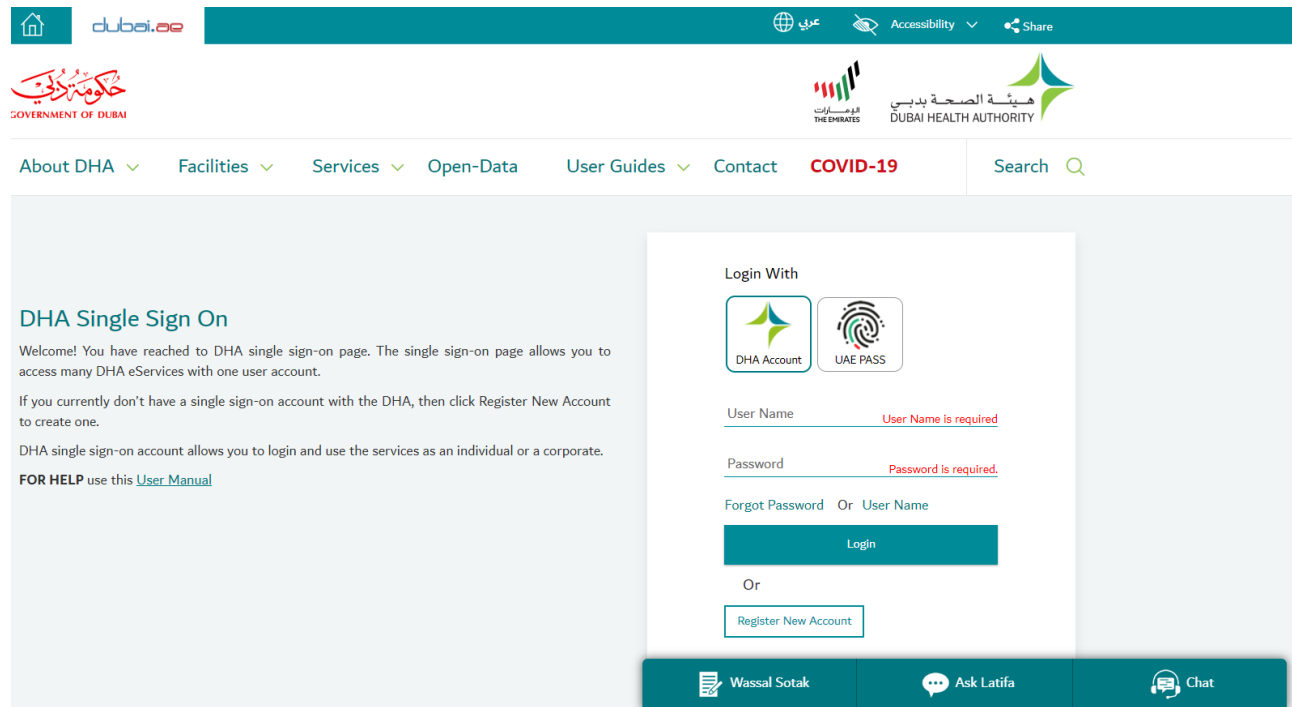 dubai.ae
عربي
Accessibility
Share
حكومة دبي
GOVERNMENT OF DUBAI
الإمارات
THE EMIRATES
هيئة الصحة بدبي
DUBAI HEALTH AUTHORITY
About DHA
Facilities
Services
Open-Data
User Guides
Contact
COVID-19
Search
DHA Single Sign On
Welcome! You have reached to DHA single sign-on page. The single sign-on page allows you to
access many DHA eServices with one user account.
If you currently don't have a single sign-on account with the DHA, then click Register New Account
to create one.
DHA single sign-on account allows you to login and use the services as an individual or a corporate.
FOR HELP use this User Manual
Login With
DHA Account
UAE PASS
User Name
User Name is required
Password
Password is required.
Forgot Password Or User Name
Login
Or
Register New Account
Wassal Sotak
Ask Latifa
Chat